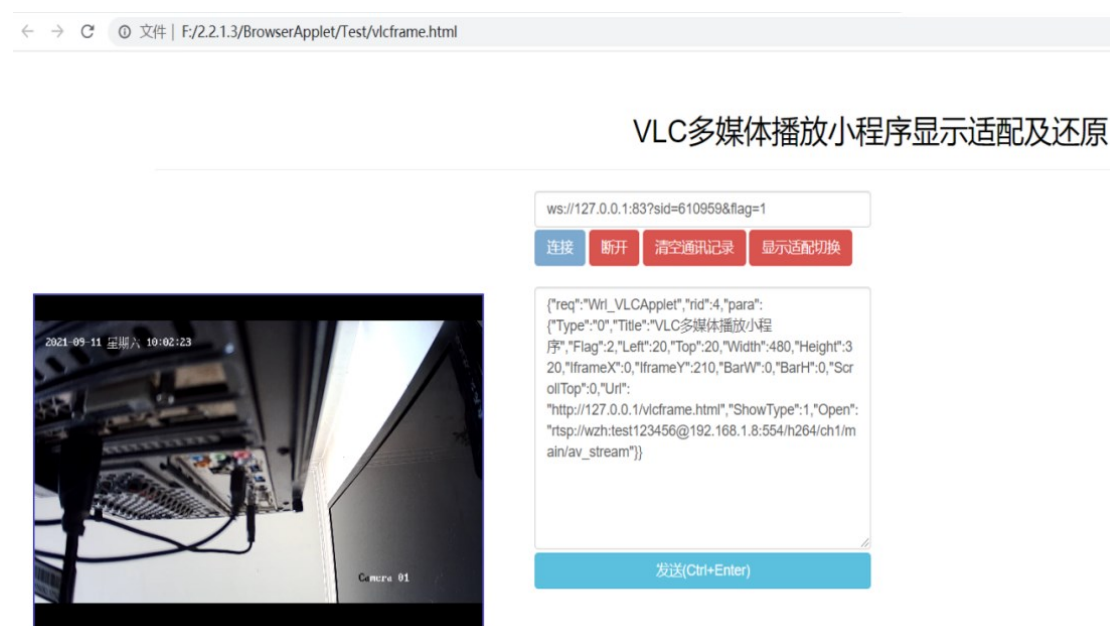 文件 | F:/2.2.1.3/BrowserApplet/Test/vlcframe.html
VLC多媒体播放小程序显示适配及还原
ws://127.0.0.1:83?sid=610959&flag=1
连接 断开 清空通讯记录 显示适配切换
{"req":"Wrl_VLCApplet","rid":4,"para":
{"Type":"0","Title":"VLC多媒体播放小程
序","Flag":2,"Left":20,"Top":20,"Width":480,"Height":3
20,"IframeX":0,"IframeY":210,"BarW":0,"BarH":0,"Scr
ollTop":0,"Url":
"http://127.0.0.1/vlcframe.html","ShowType":1,"Open":
"rtsp://wzh:test123456@192.168.1.8:554/h264/ch1/m
ain/av_stream"}}
发送(Ctrl+Enter)
2021-09-11 星期六 10:02:23
Camera 01